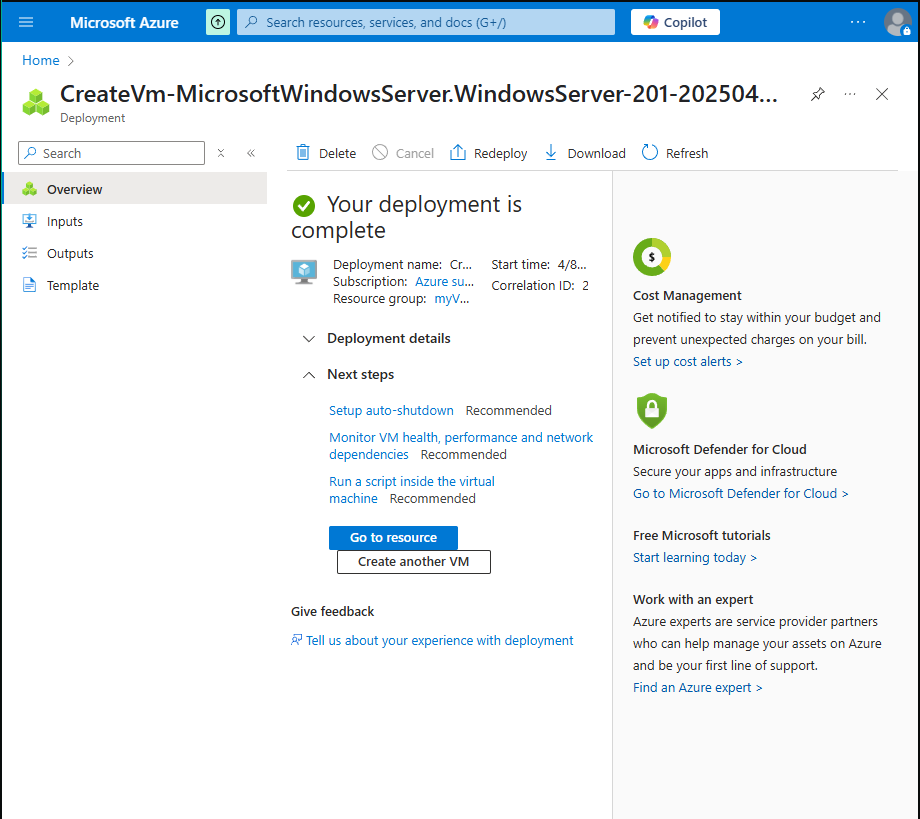 Microsoft Azure
Search resources, services, and docs (G+/)
Copilot
Home
CreateVm-MicrosoftWindowsServer.WindowsServer-201-202504...
Deployment
Search
Overview
Inputs
Outputs
Template
Delete
Cancel
Redeploy
Download
Refresh
Your deployment is
complete
Deployment name: Cr...
Subscription: Azure su...
Resource group: myV...
Start time: 4/8...
Correlation ID: 2
Deployment details
Next steps
Setup auto-shutdown Recommended
Monitor VM health, performance and network
dependencies Recommended
Run a script inside the virtual
machine Recommended
Go to resource
Create another VM
Give feedback
Tell us about your experience with deployment
$
Cost Management
Get notified to stay within your budget and
prevent unexpected charges on your bill.
Set up cost alerts >
Microsoft Defender for Cloud
Secure your apps and infrastructure
Go to Microsoft Defender for Cloud >
Free Microsoft tutorials
Start learning today >
Work with an expert
Azure experts are service provider partners
who can help manage your assets on Azure
and be your first line of support.
Find an Azure expert >